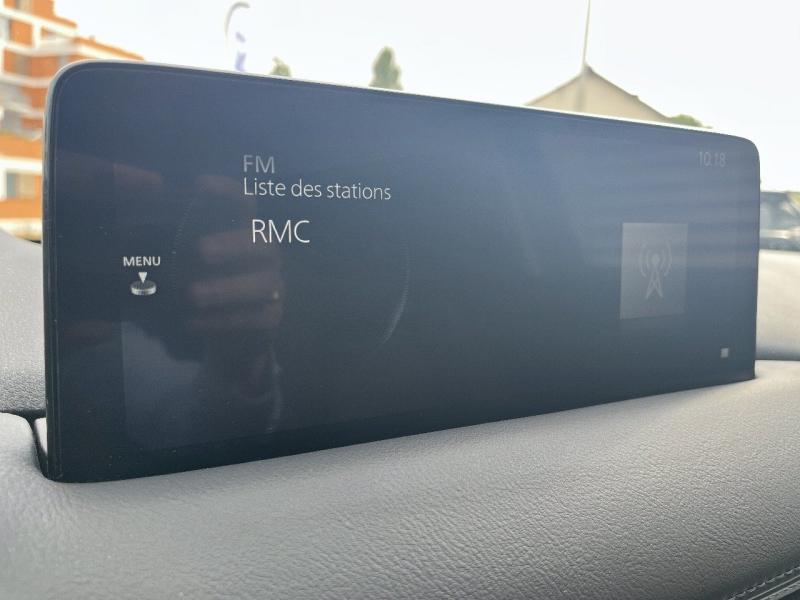 10:18
FM
Liste des stations
RMC
MENU